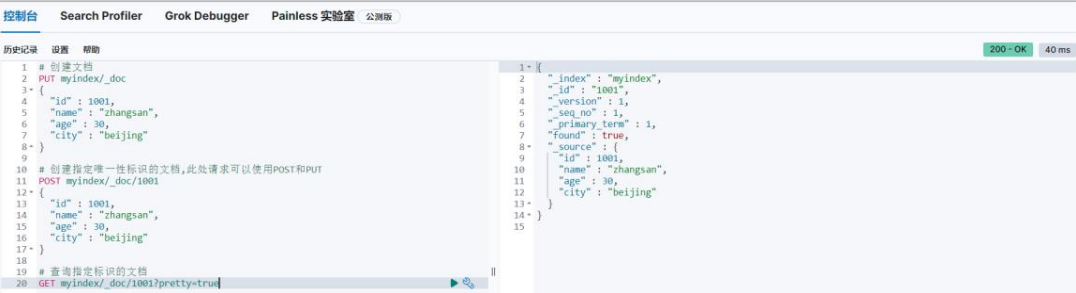 控制台 Search Profiler Grok Debugger Painless 实验室 公测版
历史记录 设置 帮助 200 - OK 40 ms
1 # 创建文档
2 PUT myindex/_doc
3 {
4 "id" : 1001,
5 "name" : "zhangsan",
6 "age" : 30,
7 "city" : "beijing"
8 }
9
10 # 创建指定唯一性标识的文档,此处请求可以使用POST和PUT
11 POST myindex/_doc/1001
12 {
13 "id" : 1001,
14 "name" : "zhangsan",
15 "age" : 30,
16 "city" : "beijing"
17 }
18
19 # 查询指定标识的文档
20 GET myindex/_doc/1001?pretty=true
1 {
2 "_index" : "myindex",
3 "_id" : "1001",
4 "_version" : 1,
5 "_seq_no" : 1,
6 "_primary_term" : 1,
7 "found" : true,
8 "_source" : {
9 "id" : 1001,
10 "name" : "zhangsan",
11 "age" : 30,
12 "city" : "beijing"
13 }
14 }
15